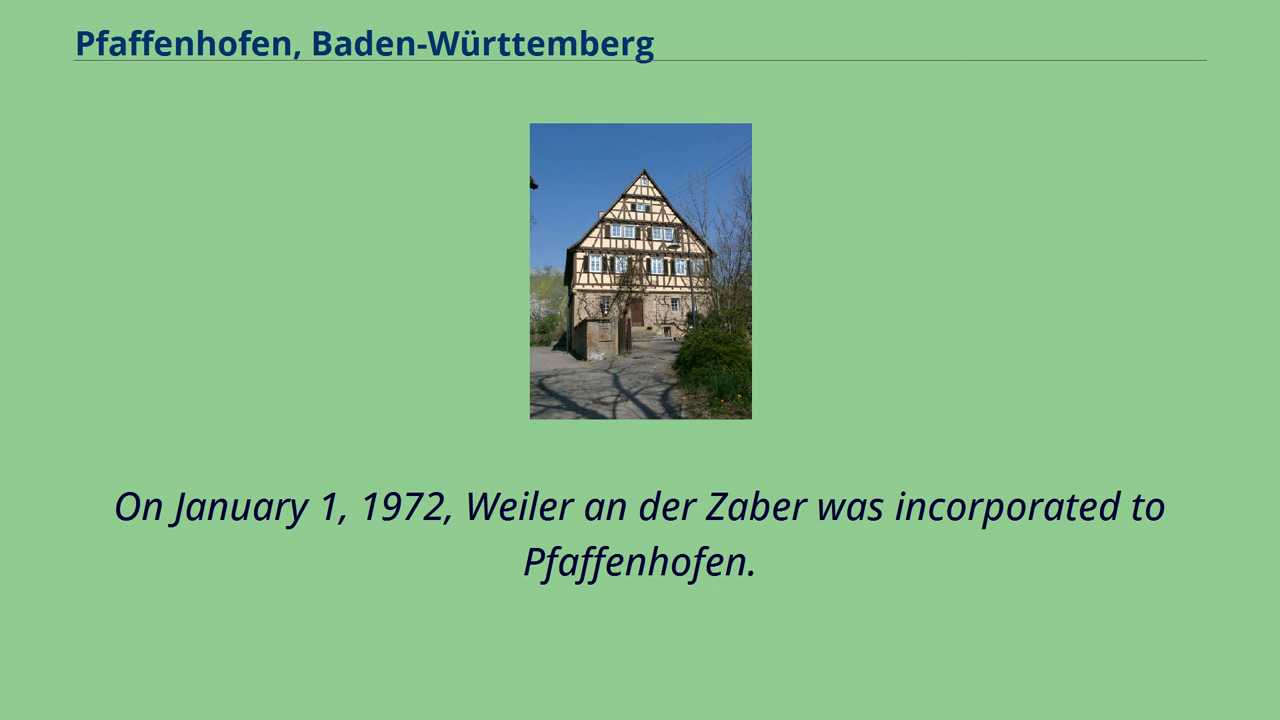 Pfaffenhofen, Baden-Württemberg
On January 1, 1972, Weiler an der Zaber was incorporated to
Pfaffenhofen.